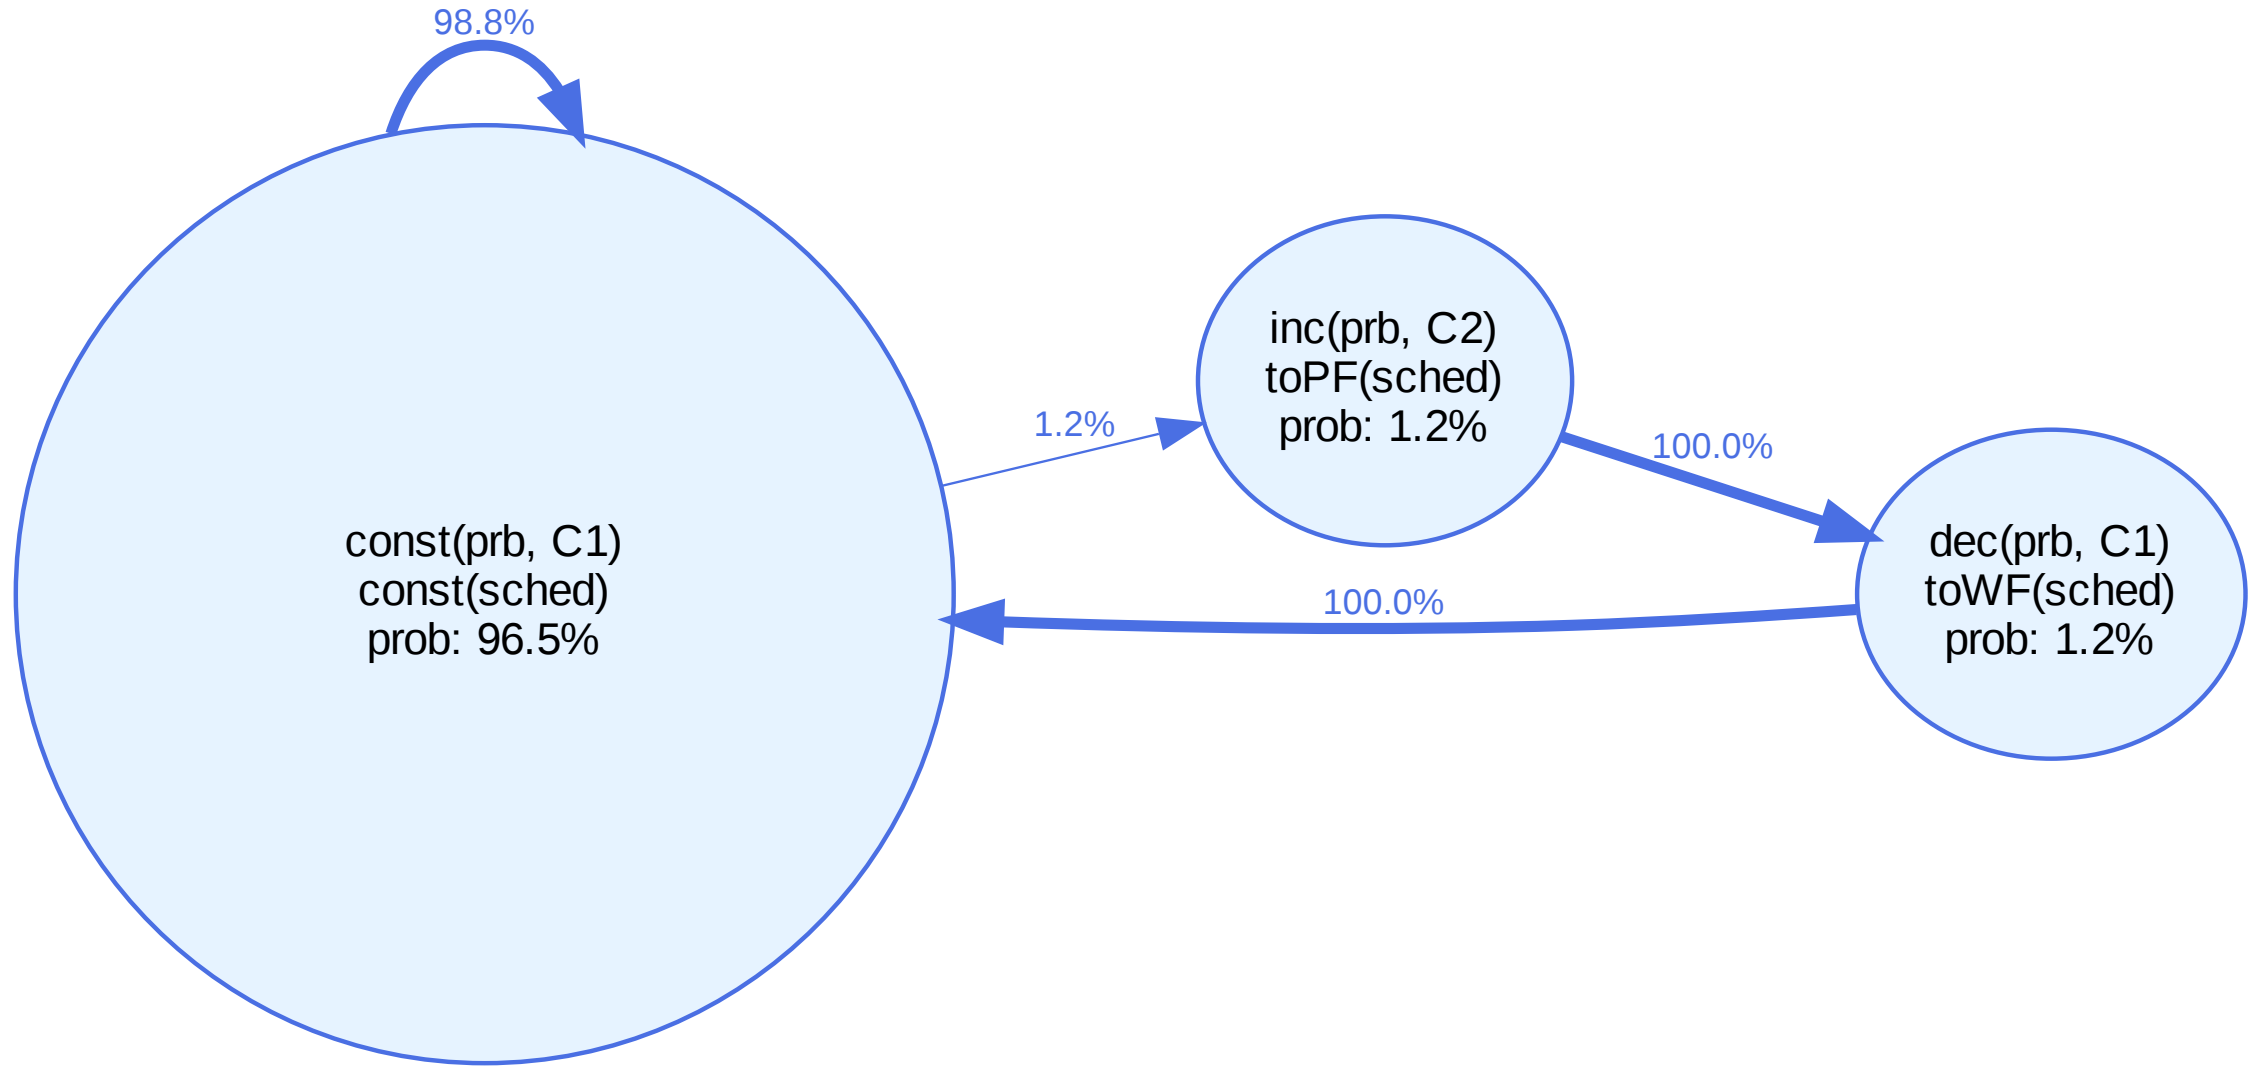 98.8%
const(prb, C1)
const(sched)
prob: 96.5%
1.2%
inc(prb, C2)
toPF(sched)
prob: 1.2%
100.0%
dec(prb, C1)
toWF(sched)
prob: 1.2%
100.0%